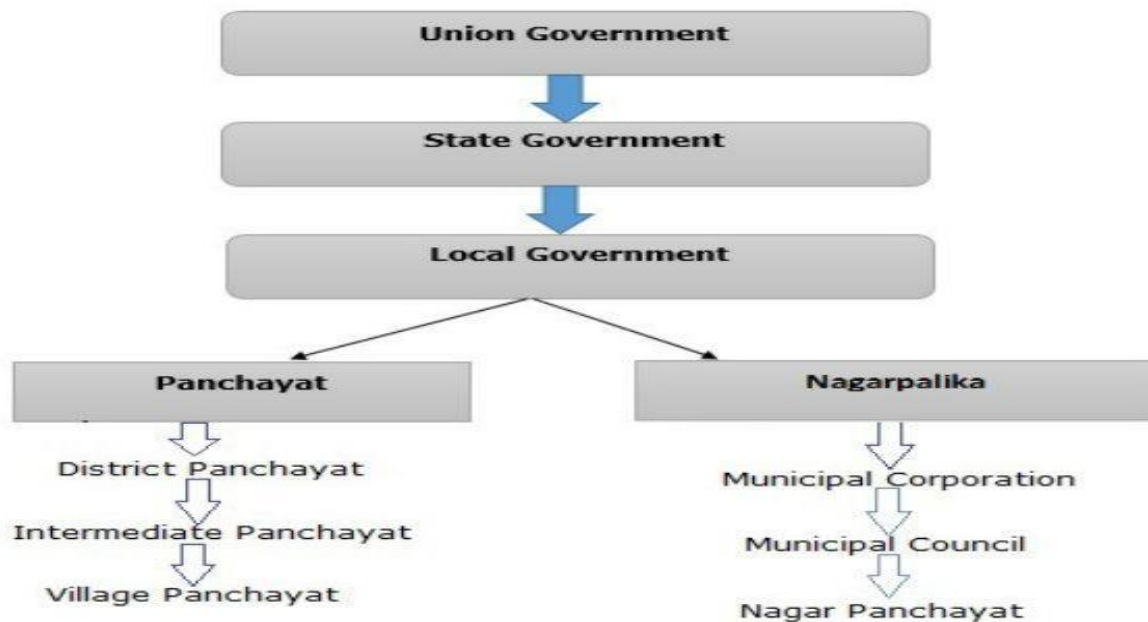 Union Government
State Government
Local Government
Panchayat
District Panchayat
Intermediate Panchayat
Village Panchayat
Nagarpalika
Municipal Corporation
Municipal Council
Nagar Panchayat